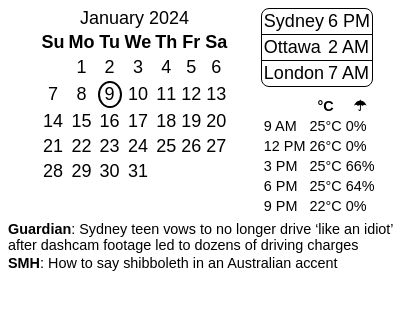 January 2024
Su Mo Tu We Th Fr Sa
1 2 3 4 5 6
7 8 9 10 11 12 13
14 15 16 17 18 19 20
21 22 23 24 25 26 27
28 29 30 31
Sydney 6 PM
Ottawa 2 AM
London 7 AM
°C ☂
9 AM 25°C 0%
12 PM 26°C 0%
3 PM 25°C 66%
6 PM 25°C 64%
9 PM 22°C 0%
Guardian: Sydney teen vows to no longer drive ‘like an idiot’
after dashcam footage led to dozens of driving charges
SMH: How to say shibboleth in an Australian accent